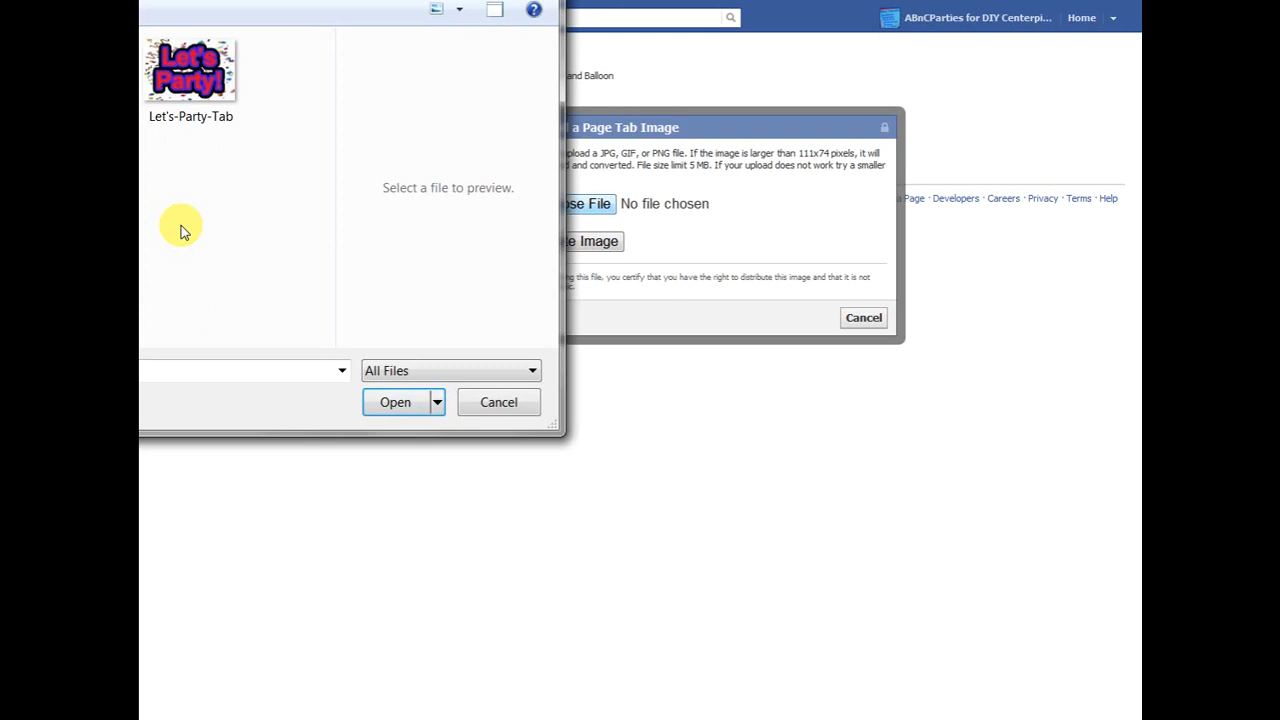 ABnCParties for DIY Centerpi...
Home
and Balloon
Let's
Party!
Let's-Party-Tab
Select a file to preview.
All Files
Open
Cancel
a Page Tab Image
upload a JPG, GIF, or PNG file. If the image is larger than 111x74 pixels, it will
and converted. File size limit 5 MB. If your upload does not work try a smaller
File
No file chosen
Image
this file, you certify that you have the right to distribute this image and that it is not
Cancel
Page · Developers · Careers · Privacy · Terms · Help